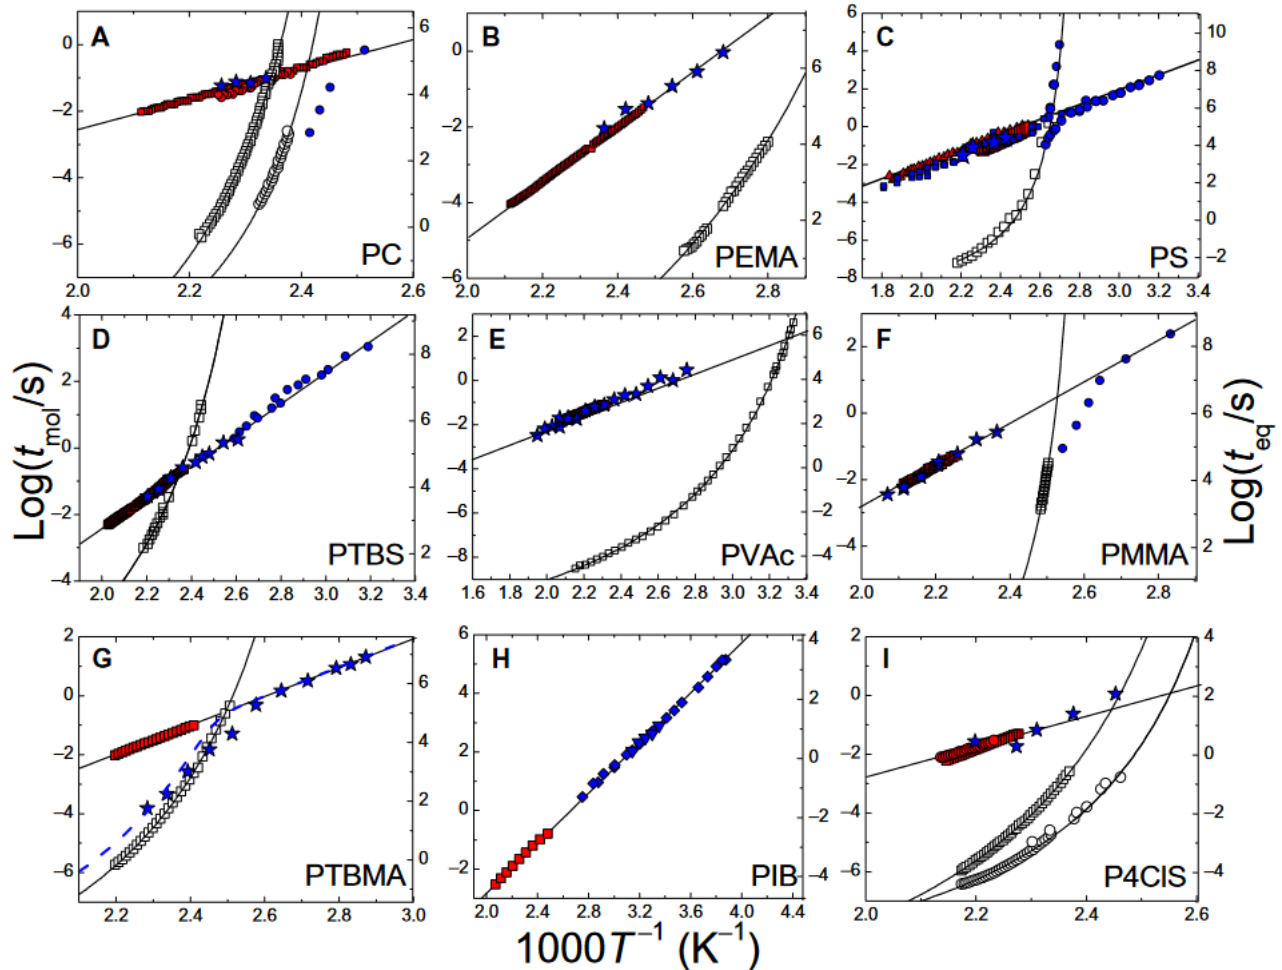 Log(t_mol/s)
Log(t_eq/s)
A
0
−2
−4
−6
6
4
2
0
PC
2.0 2.2 2.4 2.6
B
0
−2
−4
−6
6
4
2
PEMA
2.0 2.2 2.4 2.6 2.8
C
6
4
2
0
−2
−4
−6
−8
10
8
6
4
2
0
−2
PS
1.8 2.0 2.2 2.4 2.6 2.8 3.0 3.2 3.4
D
4
2
0
−2
−4
8
6
4
2
PTBS
2.0 2.2 2.4 2.6 2.8 3.0 3.2 3.4
E
2
0
−2
−4
−6
−8
6
4
2
0
−2
−4
PVAc
1.6 1.8 2.0 2.2 2.4 2.6 2.8 3.0 3.2 3.4
F
2
0
−2
−4
8
6
4
2
PMMA
2.0 2.2 2.4 2.6 2.8
G
2
0
−2
−4
−6
6
4
2
0
PTBMA
2.2 2.4 2.6 2.8 3.0
H
6
4
2
0
−2
4
2
0
−2
−4
PIB
2.0 2.4 2.8 3.2 3.6 4.0 4.4
I
2
0
−2
−4
−6
4
2
0
−2
−4
P4ClS
2.0 2.2 2.4 2.6
1000T⁻¹ (K⁻¹)